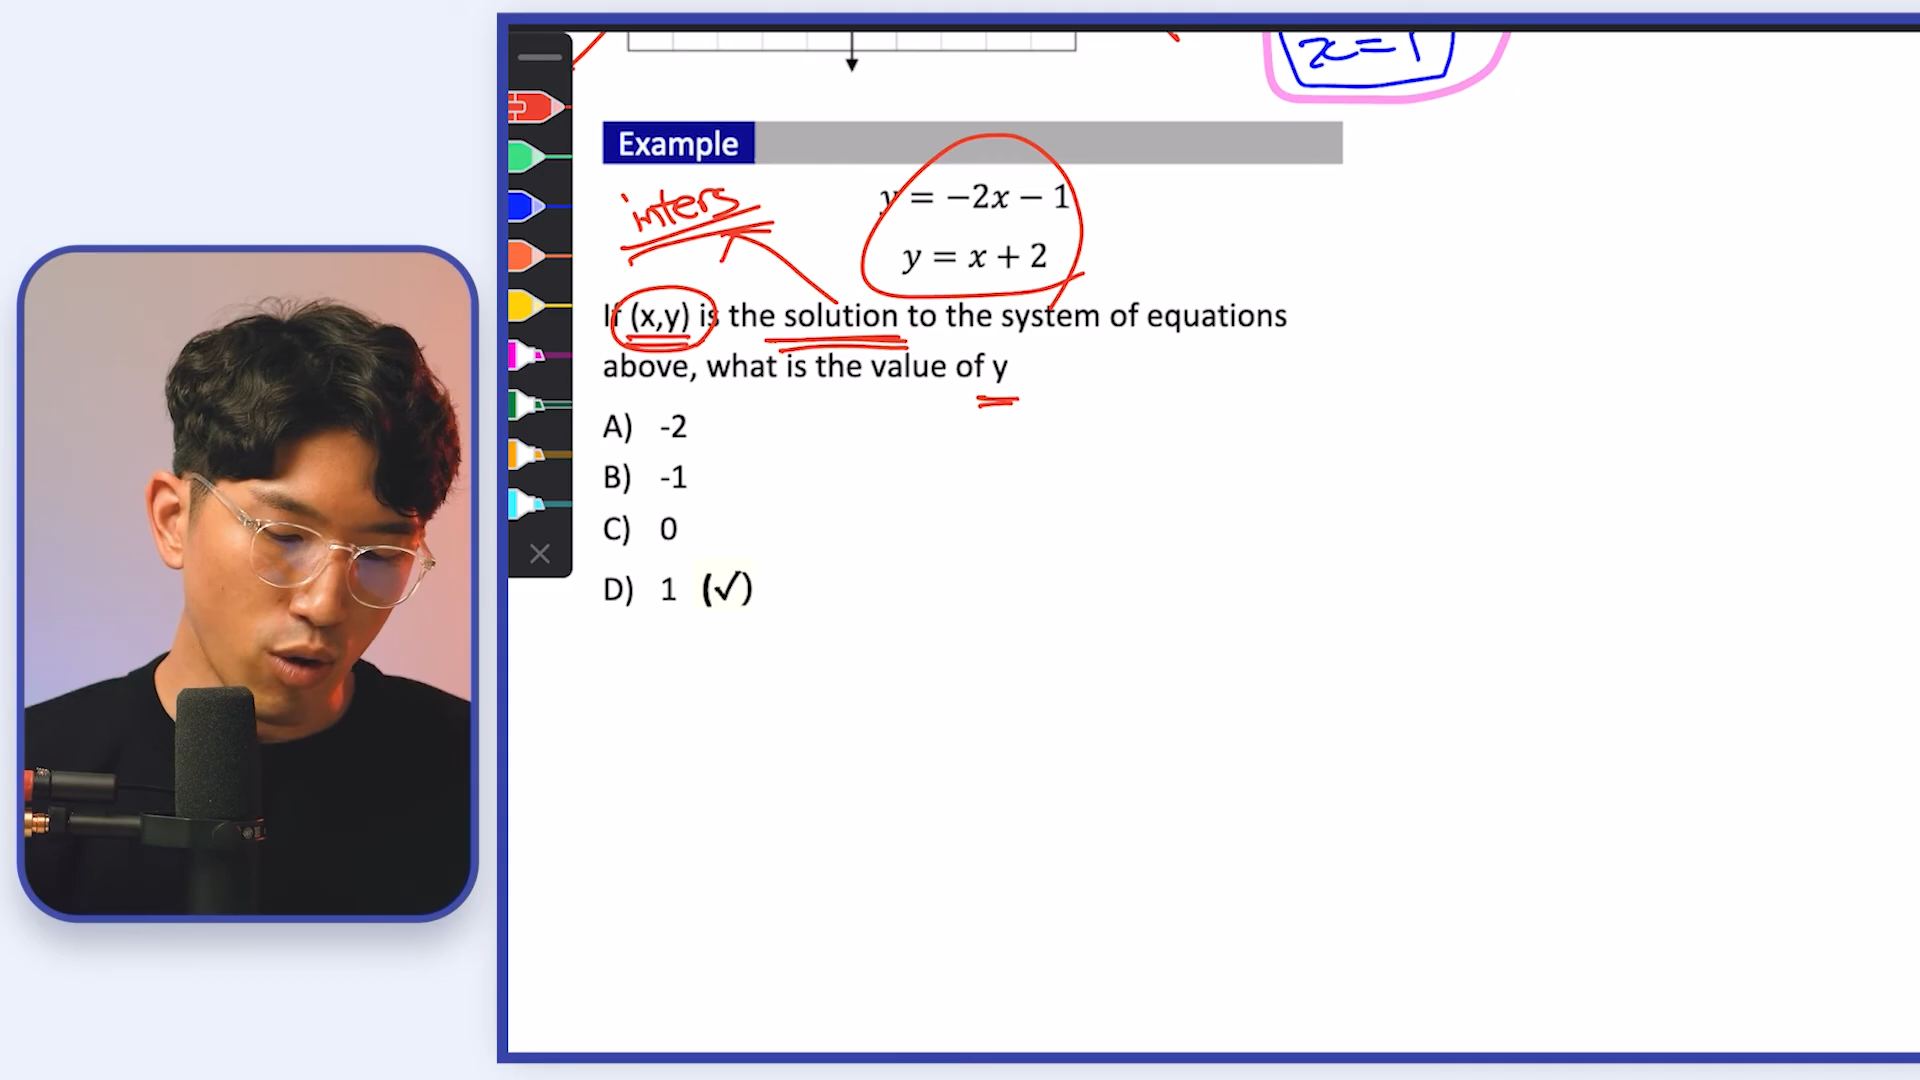 x=1
Example
inters
y = −2x − 1
y = x + 2
If (x,y) is the solution to the system of equations
above, what is the value of y
A) -2
B) -1
C) 0
D) 1 (✓)